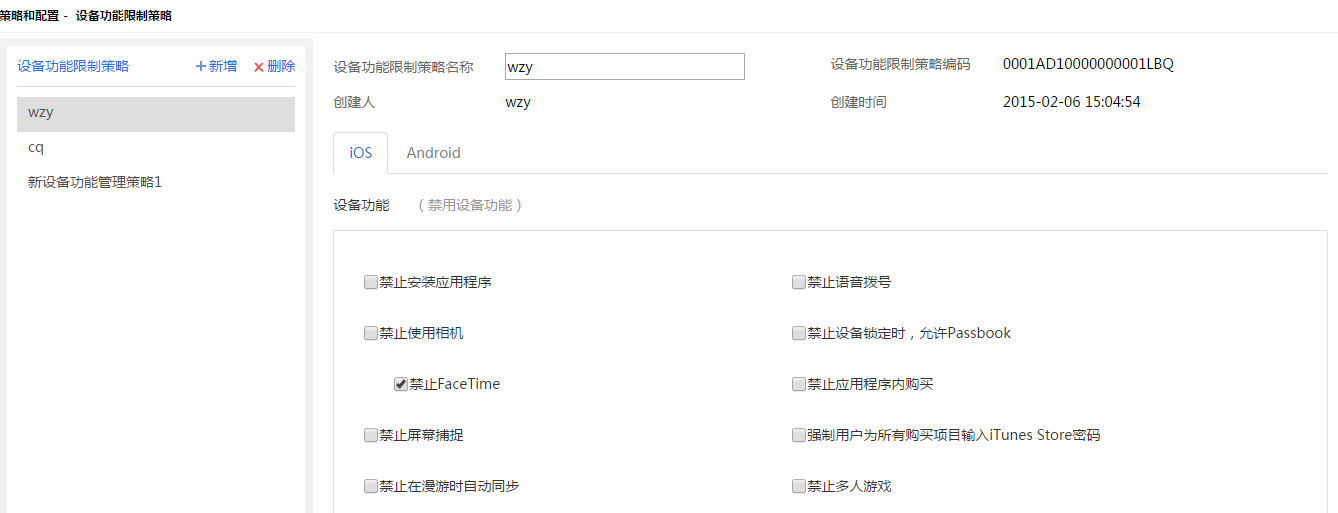 策略和配置 - 设备功能限制策略
设备功能限制策略 +新增 ×删除
wzy
cq
新设备功能管理策略1
设备功能限制策略名称 wzy 设备功能限制策略编码 0001AD10000000001LBQ
创建人 wzy 创建时间 2015-02-06 15:04:54
iOS Android
设备功能 （禁用设备功能）
禁止安装应用程序 禁止语音拨号
禁止使用相机 禁止设备锁定时，允许Passbook
禁止FaceTime 禁止应用程序内购买
禁止屏幕捕捉 强制用户为所有购买项目输入iTunes Store密码
禁止在漫游时自动同步 禁止多人游戏